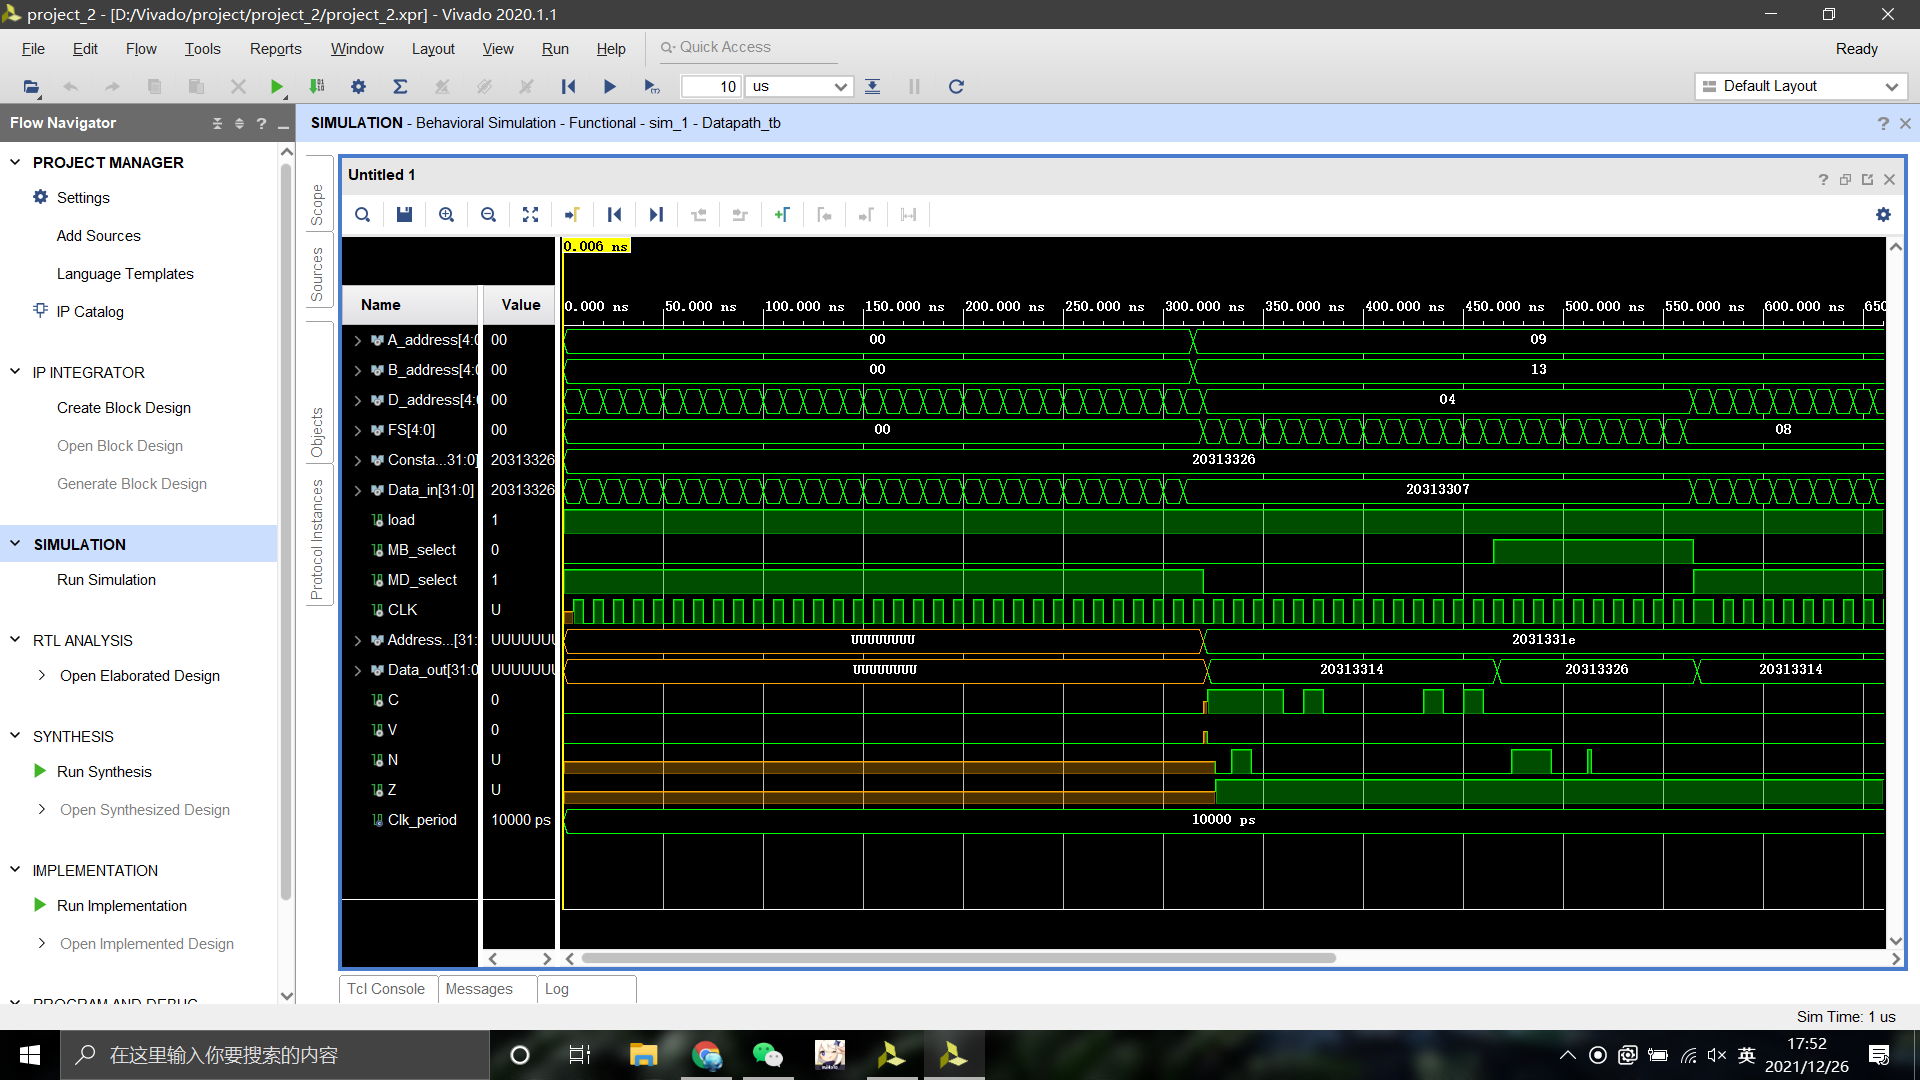 project_2 - [D:/Vivado/project/project_2/project_2.xpr] - Vivado 2020.1.1
File Edit Flow Tools Reports Window Layout View Run Help Quick Access Ready
10 us Default Layout
Flow Navigator
SIMULATION - Behavioral Simulation - Functional - sim_1 - Datapath_tb
PROJECT MANAGER
Settings
Add Sources
Language Templates
IP Catalog
IP INTEGRATOR
Create Block Design
Open Block Design
Generate Block Design
SIMULATION
Run Simulation
RTL ANALYSIS
Open Elaborated Design
SYNTHESIS
Run Synthesis
Open Synthesized Design
IMPLEMENTATION
Run Implementation
Open Implemented Design
PROGRAM AND DEBUG
Scope
Sources
Objects
Protocol Instances
Untitled 1
0.006 ns
Name Value
0.000 ns 50.000 ns 100.000 ns 150.000 ns 200.000 ns 250.000 ns 300.000 ns 350.000 ns 400.000 ns 450.000 ns 500.000 ns 550.000 ns 600.000 ns 650
A_address[4:0 00 00 09
B_address[4:0 00 00 13
D_address[4:0 00 04
FS[4:0] 00 00 08
Consta...31:0] 20313326 20313326
Data_in[31:0] 20313326 20313307
load 1
MB_select 0
MD_select 1
CLK U
Address...[31: UUUUUUU UUUUUUUU 2031331e
Data_out[31:0 UUUUUUU UUUUUUUU 20313314 20313326 20313314
C 0
V 0
N U
Z U
Clk_period 10000 ps 10000 ps
Tcl Console Messages Log
Sim Time: 1 us
在这里输入你要搜索的内容
英
17:52
2021/12/26